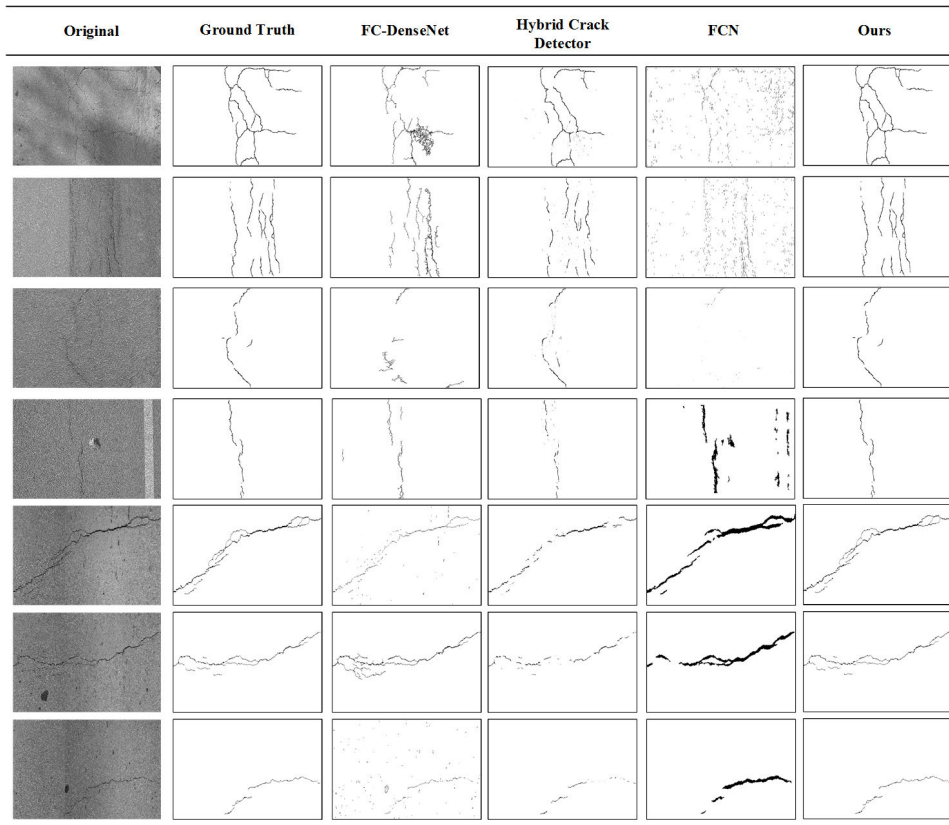 Original
Ground Truth
FC-DenseNet
Hybrid Crack
Detector
FCN
Ours